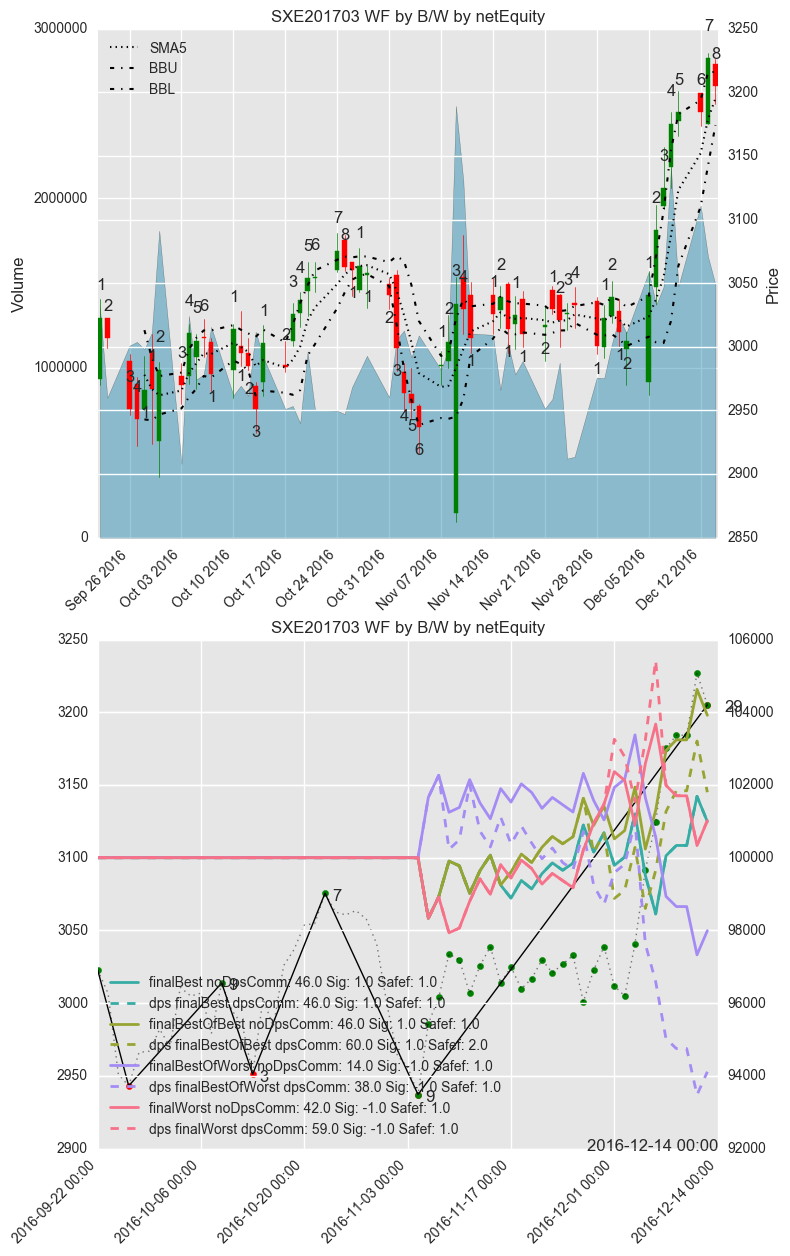 SXE201703 WF by B/W by netEquity
3000000
2000000
1000000
0
Volume
SMA5
BBU
BBL
3250
3200
3150
3100
3050
3000
2950
2900
2850
Price
Sep 26 2016
Oct 03 2016
Oct 10 2016
Oct 17 2016
Oct 24 2016
Oct 31 2016
Nov 07 2016
Nov 14 2016
Nov 21 2016
Nov 28 2016
Dec 05 2016
Dec 12 2016
SXE201703 WF by B/W by netEquity
3250
3200
3150
3100
3050
3000
2950
2900
106000
104000
102000
100000
98000
96000
94000
92000
29
7
9
3
9
finalBest noDpsComm: 46.0 Sig: 1.0 Safef: 1.0
dps finalBest dpsComm: 46.0 Sig: 1.0 Safef: 1.0
finalBestOfBest noDpsComm: 46.0 Sig: 1.0 Safef: 1.0
dps finalBestOfBest dpsComm: 60.0 Sig: 1.0 Safef: 2.0
finalBestOfWorst noDpsComm: 14.0 Sig: -1.0 Safef: 1.0
dps finalBestOfWorst dpsComm: 38.0 Sig: -1.0 Safef: 1.0
finalWorst noDpsComm: 42.0 Sig: -1.0 Safef: 1.0
dps finalWorst dpsComm: 59.0 Sig: -1.0 Safef: 1.0
2016-12-14 00:00
2016-09-22 00:00
2016-10-06 00:00
2016-10-20 00:00
2016-11-03 00:00
2016-11-17 00:00
2016-12-01 00:00
2016-12-14 00:00